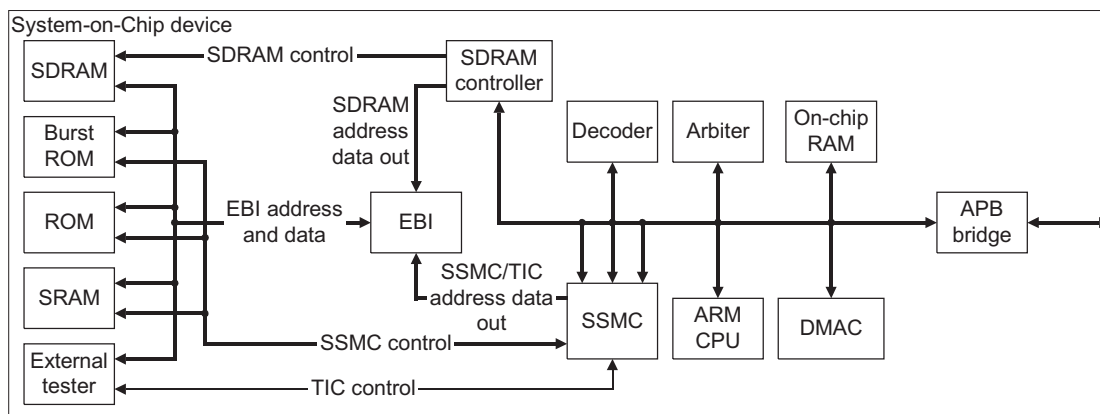 System-on-Chip device
SDRAM
SDRAM control
SDRAM
controller
SDRAM
address
data out
Burst
ROM
Decoder
Arbiter
On-chip
RAM
ROM
EBI address
and data
EBI
APB
bridge
SSMC/TIC
address data
out
SRAM
SSMC
ARM
CPU
DMAC
SSMC control
External
tester
TIC control